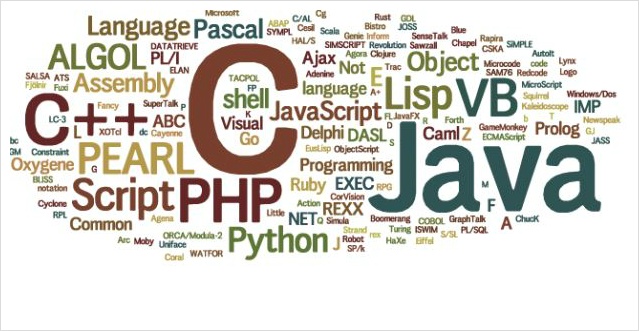 Microsoft
Language Pascal ABAP C/AL Cg Rust GDL
Cesil Bistro JOSS
SYMPL Scala Genie Inform SenseTalk Blue
DATATRIEVE HAL/S SIMSCRIPT Revolution Sawzall Chapel Rapira
ALGOL PL/I C Ajax Agora Clojure Object CSKA SiMPLE
ELAN Adenine Not Trac E Microcode AutoIt
SALSA ATS TACPOL SAM76 Redcode code Lynx
Fjölnir Fuxi Assembly FP language A+ Lisp VB Logo
Fancy SuperTalk P shell MicroScript
C++ LC-3 K JavaScript FL JavaFX Squirrel Windows/Dos
XOTcl ABC Visual R Forth Kaleidoscope IMP
dc Cayenne Go Delphi DASL D Caml Z GameMonkey b T Newspeak
bc EusLisp ObjectScript S ECMAScript Prolog GJ
3M Constraint PEARL JASS
Oxygene G Programming Java
BLISS
notation Script PHP Ruby EXEC RPG
Cyclone CorVision M
RPL Action REXX F
Common Agena Little NET Q Simula Boomerang COBOL GraphTalk A ChucK
Arc Moby ORCA/Modula-2 Python Strand rex Turing ISWIM PL/SQL
Uniface J Robot HaXe Eiffel S/SL
Coral WATFOR SP/k